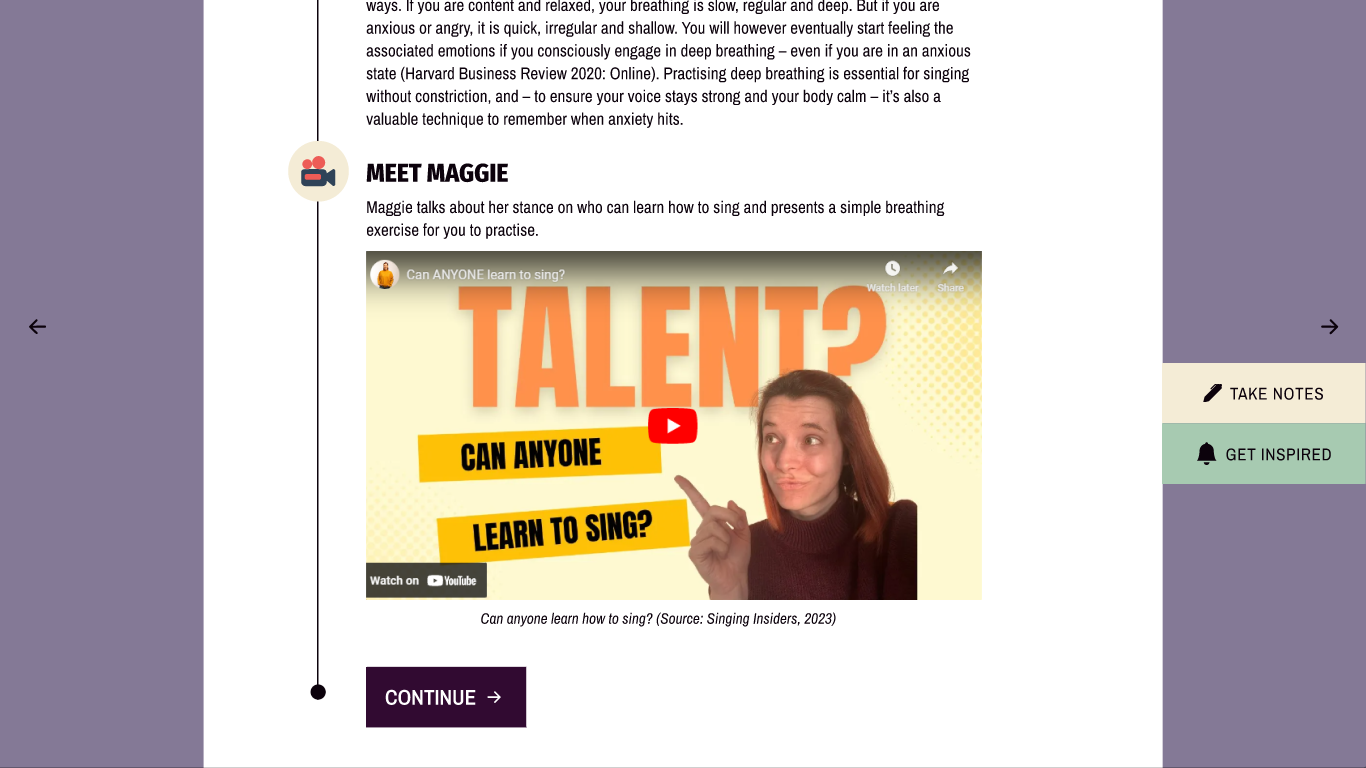 ways. If you are content and relaxed, your breathing is slow, regular and deep. But if you are
anxious or angry, it is quick, irregular and shallow. You will however eventually start feeling the
associated emotions if you consciously engage in deep breathing – even if you are in an anxious
state (Harvard Business Review 2020: Online). Practising deep breathing is essential for singing
without constriction, and – to ensure your voice stays strong and your body calm – it's also a
valuable technique to remember when anxiety hits.
MEET MAGGIE
Maggie talks about her stance on who can learn how to sing and presents a simple breathing
exercise for you to practise.
Can ANYONE learn to sing?
Watch later
Share
TALENT?
CAN ANYONE
LEARN TO SING?
Watch on YouTube
Can anyone learn how to sing? (Source: Singing Insiders, 2023)
CONTINUE
TAKE NOTES
GET INSPIRED